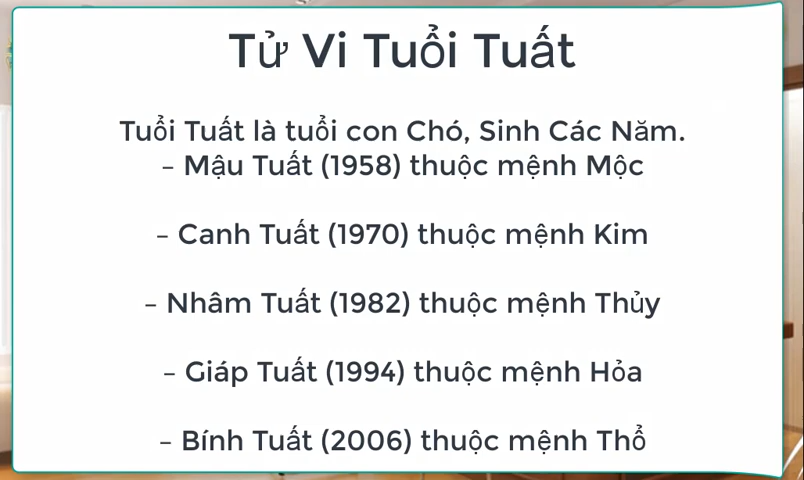 Tử Vi Tuổi Tuất
Tuổi Tuất là tuổi con Chó, Sinh Các Năm.
– Mậu Tuất (1958) thuộc mệnh Mộc
– Canh Tuất (1970) thuộc mệnh Kim
– Nhâm Tuất (1982) thuộc mệnh Thủy
– Giáp Tuất (1994) thuộc mệnh Hỏa
– Bính Tuất (2006) thuộc mệnh Thổ